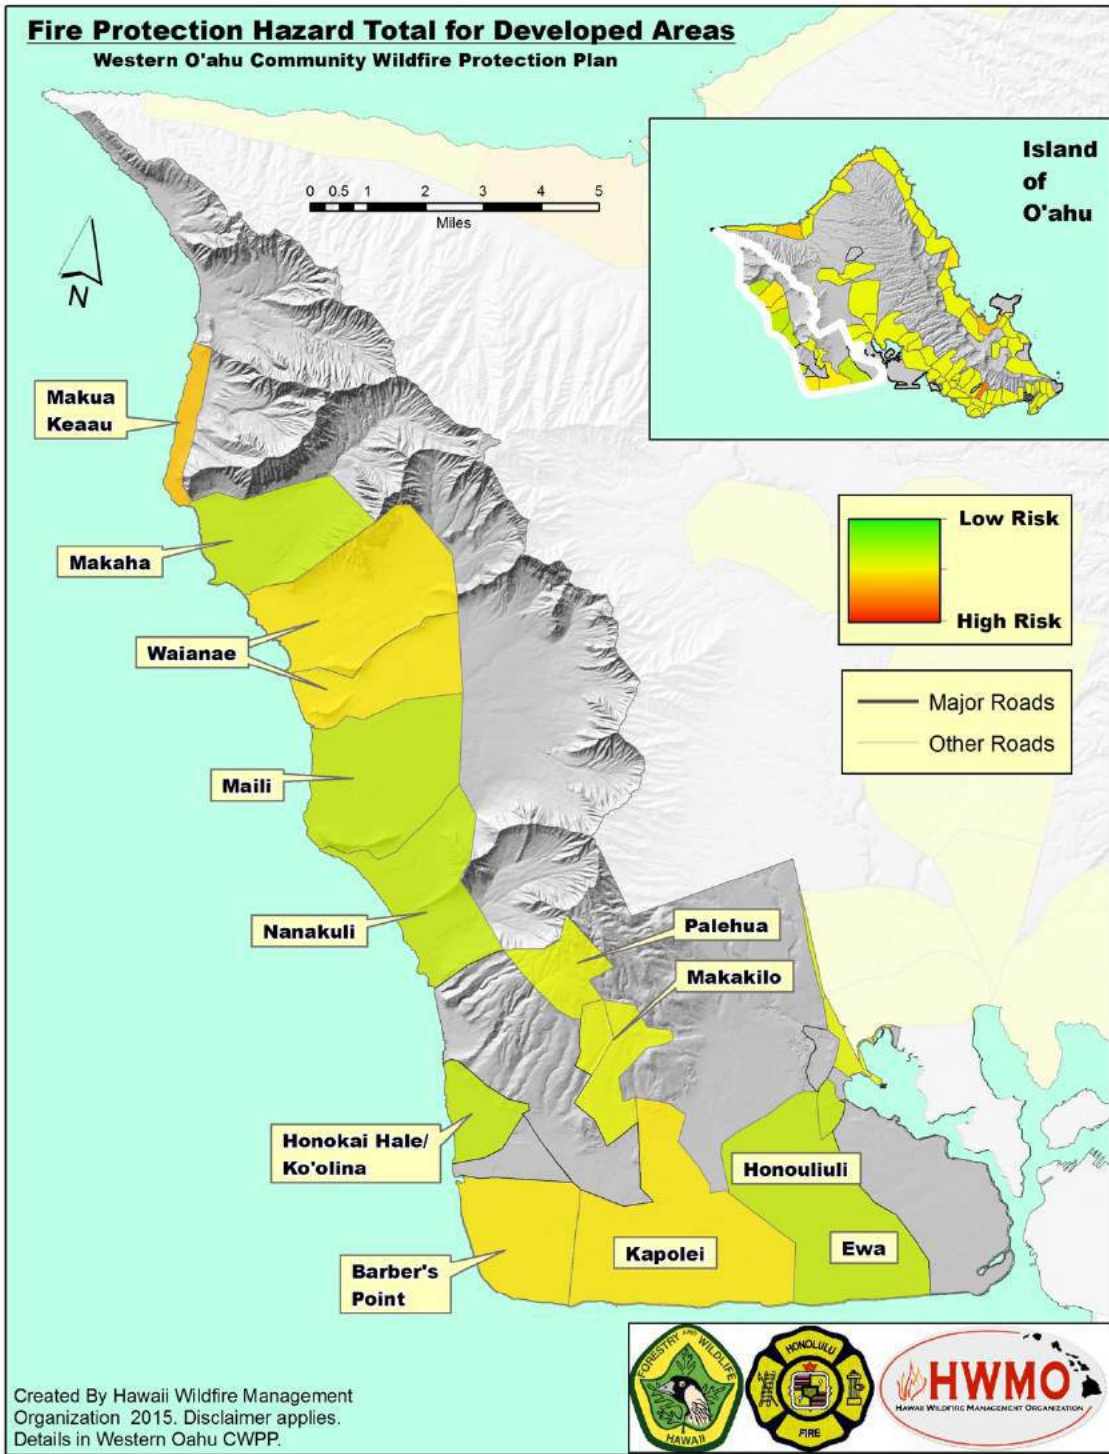 Fire Protection Hazard Total for Developed Areas
Western O'ahu Community Wildfire Protection Plan
0 0.5 1 2 3 4 5
Miles
N
Island
of
O'ahu
Makua
Keaau
Makaha
Waianae
Maili
Nanakuli
Low Risk
High Risk
Major Roads
Other Roads
Palehua
Makakilo
Honokai Hale/
Ko'olina
Honouliuli
Barber's
Point
Kapolei
Ewa
Created By Hawaii Wildfire Management
Organization 2015. Disclaimer applies.
Details in Western Oahu CWPP.
FORESTRY AND WILDLIFE
HAWAII
HONOLULU
FIRE
HWMO
HAWAII WILDFIRE MANAGEMENT ORGANIZATION